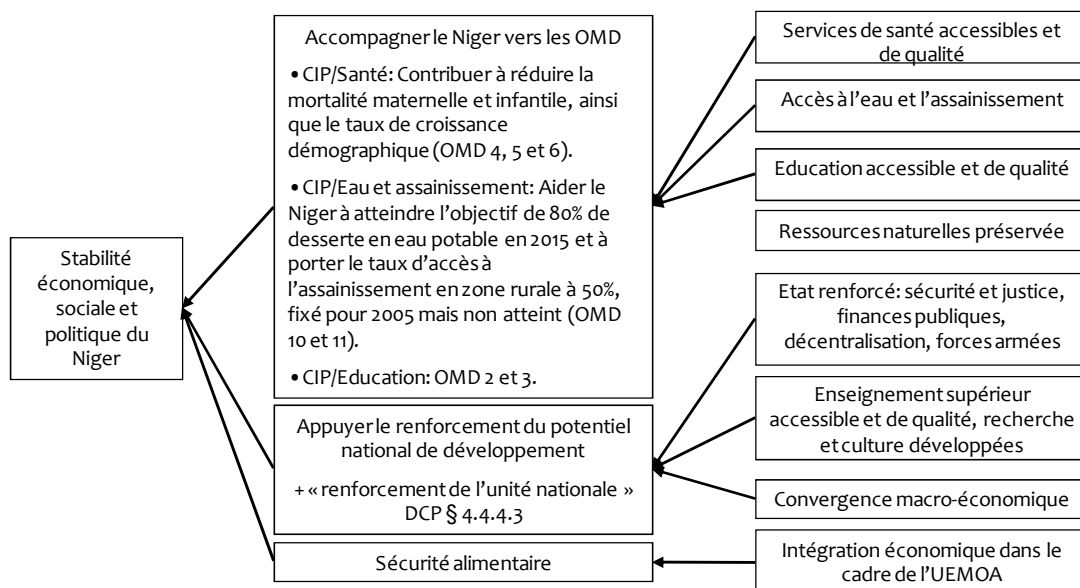 Stabilité
économique,
sociale et
politique du
Niger
Accompagner le Niger vers les OMD
• CIP/Santé: Contribuer à réduire la
mortalité maternelle et infantile, ainsi
que le taux de croissance
démographique (OMD 4, 5 et 6).
• CIP/Eau et assainissement: Aider le
Niger à atteindre l’objectif de 80% de
desserte en eau potable en 2015 et à
porter le taux d’accès à
l’assainissement en zone rurale à 50%,
fixé pour 2005 mais non atteint (OMD
10 et 11).
• CIP/Education: OMD 2 et 3.
Appuyer le renforcement du potentiel
national de développement
+ « renforcement de l’unité nationale »
DCP § 4.4.4.3
Sécurité alimentaire
Services de santé accessibles et
de qualité
Accès à l’eau et l’assainissement
Education accessible et de qualité
Ressources naturelles préservée
Etat renforcé: sécurité et justice,
finances publiques,
décentralisation, forces armées
Enseignement supérieur
accessible et de qualité, recherche
et culture développées
Convergence macro-économique
Intégration économique dans le
cadre de l’UEMOA